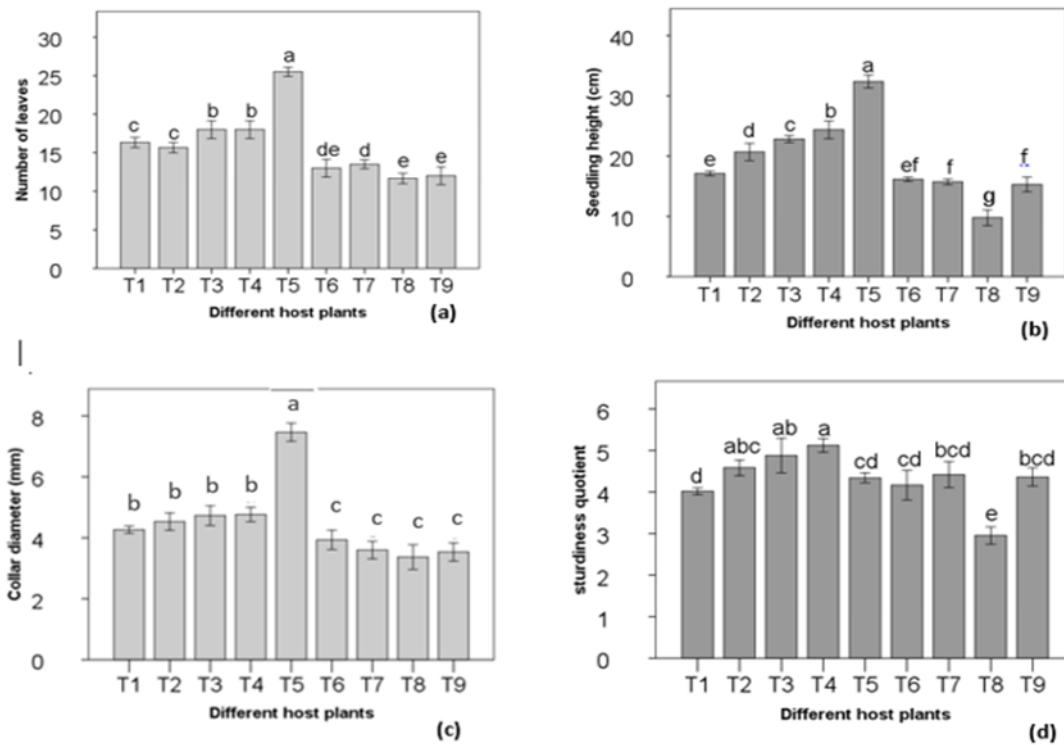 30
25
20
15
10
5
0
Number of leaves
c c b b a de d e e
T1 T2 T3 T4 T5 T6 T7 T8 T9
Different host plants
(a)
40
30
20
10
0
Seedling height (cm)
e d c b a ef f g f
T1 T2 T3 T4 T5 T6 T7 T8 T9
Different host plants
(b)
8
6
4
2
0
Collar diameter (mm)
b b b b a c c c c
T1 T2 T3 T4 T5 T6 T7 T8 T9
Different host plants
(c)
6
5
4
3
2
1
0
sturdiness quotient
d abc ab a cd cd bcd e bcd
T1 T2 T3 T4 T5 T6 T7 T8 T9
Different host plants
(d)